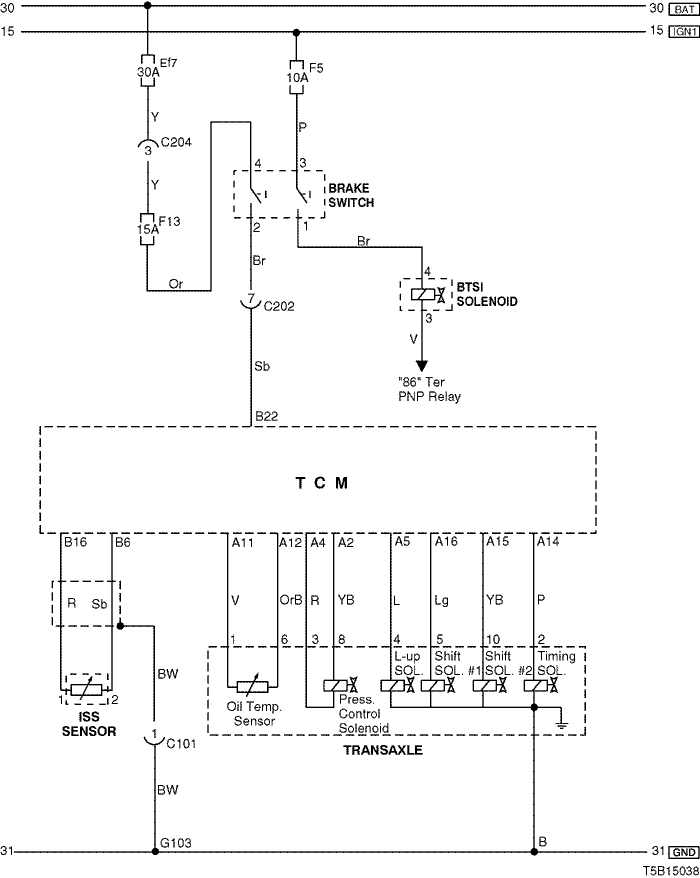 30 30 BAT
15 15 IGN1
Ef7
30A
F5
10A
Y
P
C204
3
4 3
Y
BRAKE
SWITCH
F13
15A
2 1
Br
Br
Or
4
BTSI
SOLENOID
7
C202
3
V
Sb
"86" Ter
PNP Relay
B22
T C M
B16 B6 A11 A12 A4 A2 A5 A16 A15 A14
R Sb V OrB R YB L Lg YB P
1 6 3 8 4 5 10 2
L-up
SOL.
Shift
SOL. #1
Shift
SOL. #2
Timing
SOL.
BW
1 2
ISS
SENSOR
Oil Temp.
Sensor
Press.
Control
Solenoid
1
C101
TRANSAXLE
BW
G103
B
31 31 GND
T5B15038